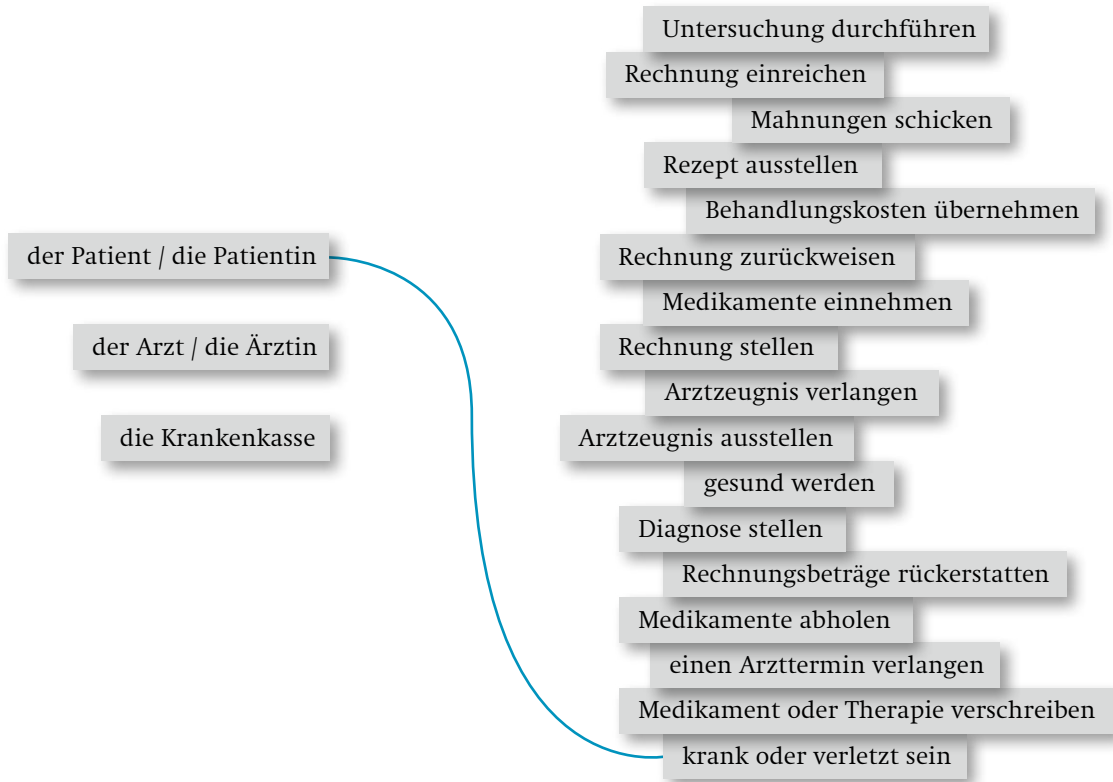 Untersuchung durchführen
Rechnung einreichen
Mahnungen schicken
Rezept ausstellen
Behandlungskosten übernehmen
der Patient / die Patientin
Rechnung zurückweisen
Medikamente einnehmen
der Arzt / die Ärztin
Rechnung stellen
Arztzeugnis verlangen
die Krankenkasse
Arztzeugnis ausstellen
gesund werden
Diagnose stellen
Rechnungsbeträge rückerstatten
Medikamente abholen
einen Arzttermin verlangen
Medikament oder Therapie verschreiben
krank oder verletzt sein